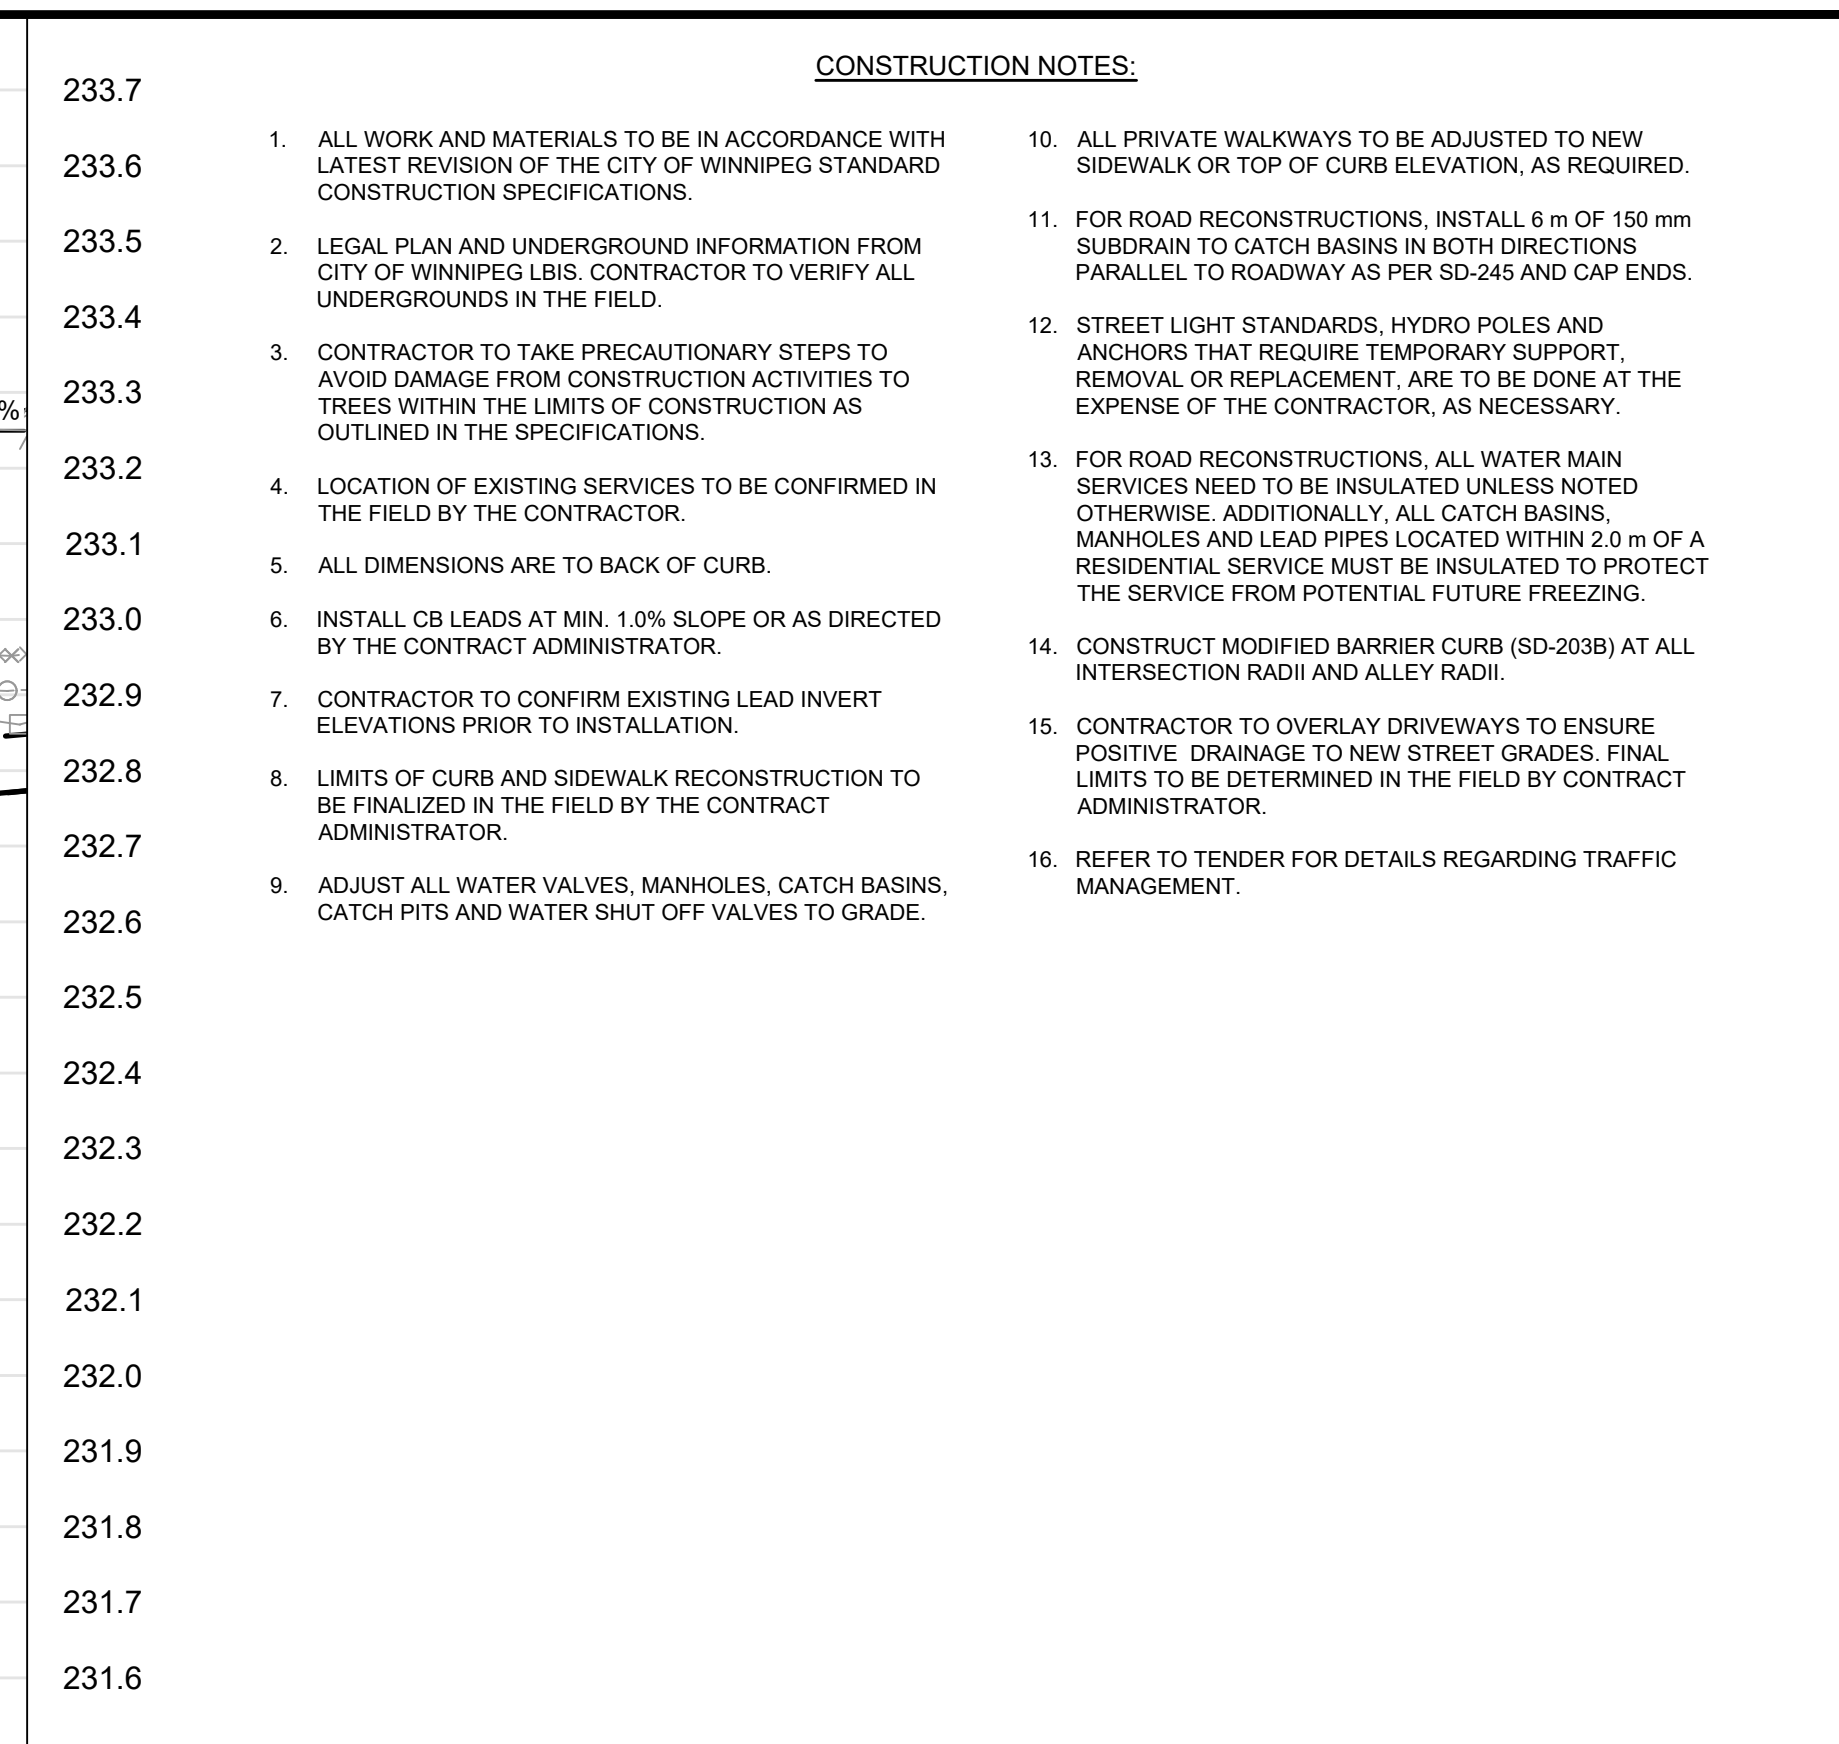 CONSTRUCTION NOTES:
1. ALL WORK AND MATERIALS TO BE IN ACCORDANCE WITH
LATEST REVISION OF THE CITY OF WINNIPEG STANDARD
CONSTRUCTION SPECIFICATIONS.
2. LEGAL PLAN AND UNDERGROUND INFORMATION FROM
CITY OF WINNIPEG LBIS. CONTRACTOR TO VERIFY ALL
UNDERGROUNDS IN THE FIELD.
3. CONTRACTOR TO TAKE PRECAUTIONARY STEPS TO
AVOID DAMAGE FROM CONSTRUCTION ACTIVITIES TO
TREES WITHIN THE LIMITS OF CONSTRUCTION AS
OUTLINED IN THE SPECIFICATIONS.
4. LOCATION OF EXISTING SERVICES TO BE CONFIRMED IN
THE FIELD BY THE CONTRACTOR.
5. ALL DIMENSIONS ARE TO BACK OF CURB.
6. INSTALL CB LEADS AT MIN. 1.0% SLOPE OR AS DIRECTED
BY THE CONTRACT ADMINISTRATOR.
7. CONTRACTOR TO CONFIRM EXISTING LEAD INVERT
ELEVATIONS PRIOR TO INSTALLATION.
8. LIMITS OF CURB AND SIDEWALK RECONSTRUCTION TO
BE FINALIZED IN THE FIELD BY THE CONTRACT
ADMINISTRATOR.
9. ADJUST ALL WATER VALVES, MANHOLES, CATCH BASINS,
CATCH PITS AND WATER SHUT OFF VALVES TO GRADE.
10. ALL PRIVATE WALKWAYS TO BE ADJUSTED TO NEW
SIDEWALK OR TOP OF CURB ELEVATION, AS REQUIRED.
11. FOR ROAD RECONSTRUCTIONS, INSTALL 6 m OF 150 mm
SUBDRAIN TO CATCH BASINS IN BOTH DIRECTIONS
PARALLEL TO ROADWAY AS PER SD-245 AND CAP ENDS.
12. STREET LIGHT STANDARDS, HYDRO POLES AND
ANCHORS THAT REQUIRE TEMPORARY SUPPORT,
REMOVAL OR REPLACEMENT, ARE TO BE DONE AT THE
EXPENSE OF THE CONTRACTOR, AS NECESSARY.
13. FOR ROAD RECONSTRUCTIONS, ALL WATER MAIN
SERVICES NEED TO BE INSULATED UNLESS NOTED
OTHERWISE. ADDITIONALLY, ALL CATCH BASINS,
MANHOLES AND LEAD PIPES LOCATED WITHIN 2.0 m OF A
RESIDENTIAL SERVICE MUST BE INSULATED TO PROTECT
THE SERVICE FROM POTENTIAL FUTURE FREEZING.
14. CONSTRUCT MODIFIED BARRIER CURB (SD-203B) AT ALL
INTERSECTION RADII AND ALLEY RADII.
15. CONTRACTOR TO OVERLAY DRIVEWAYS TO ENSURE
POSITIVE DRAINAGE TO NEW STREET GRADES. FINAL
LIMITS TO BE DETERMINED IN THE FIELD BY CONTRACT
ADMINISTRATOR.
16. REFER TO TENDER FOR DETAILS REGARDING TRAFFIC
MANAGEMENT.
233.7
233.6
233.5
233.4
233.3
%
233.2
233.1
233.0
232.9
232.8
232.7
232.6
232.5
232.4
232.3
232.2
232.1
232.0
231.9
231.8
231.7
231.6